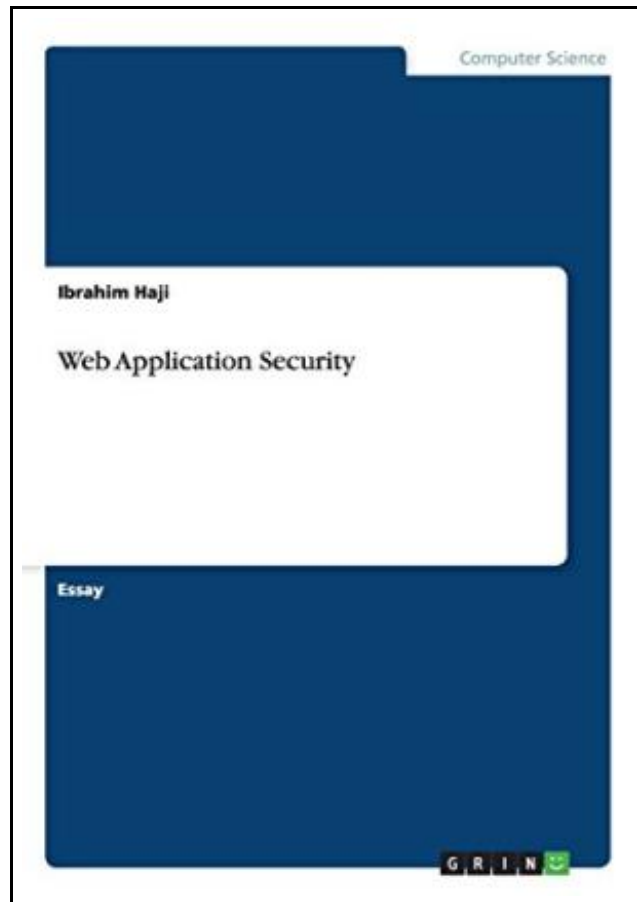 Computer Science
Ibrahim Haji
Web Application Security
Essay
GRIN